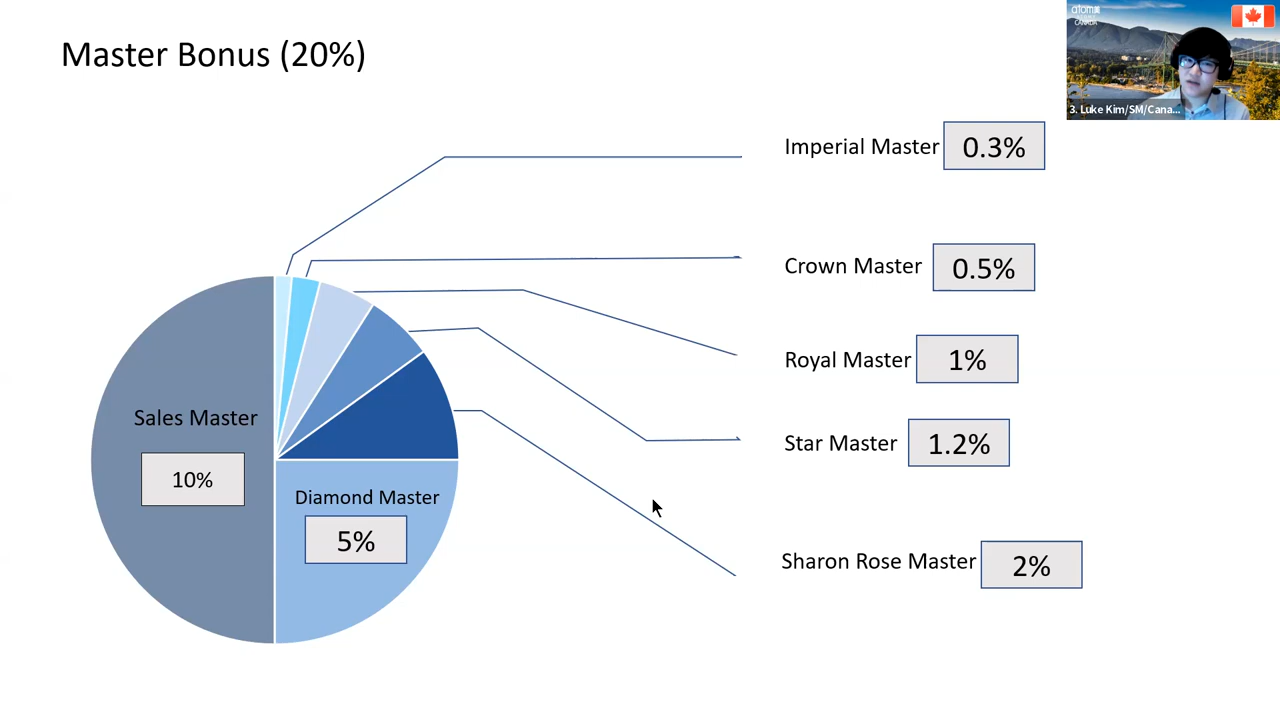 Master Bonus (20%)
atomy
CANADA
3. Luke Kim/SM/Cana...
Imperial Master 0.3%
Crown Master 0.5%
Royal Master 1%
Star Master 1.2%
Sharon Rose Master 2%
Sales Master
10%
Diamond Master
5%